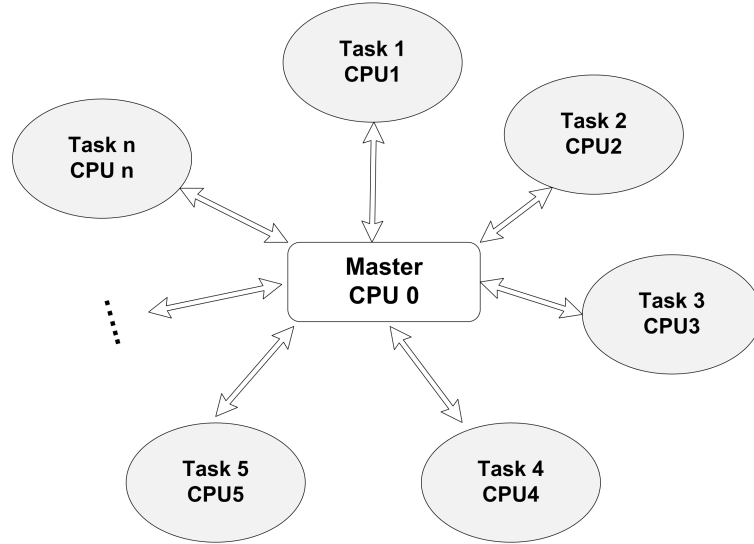 Task 1
CPU1
Task 2
CPU2
Task n
CPU n
Master
CPU 0
Task 3
CPU3
Task 5
CPU5
Task 4
CPU4